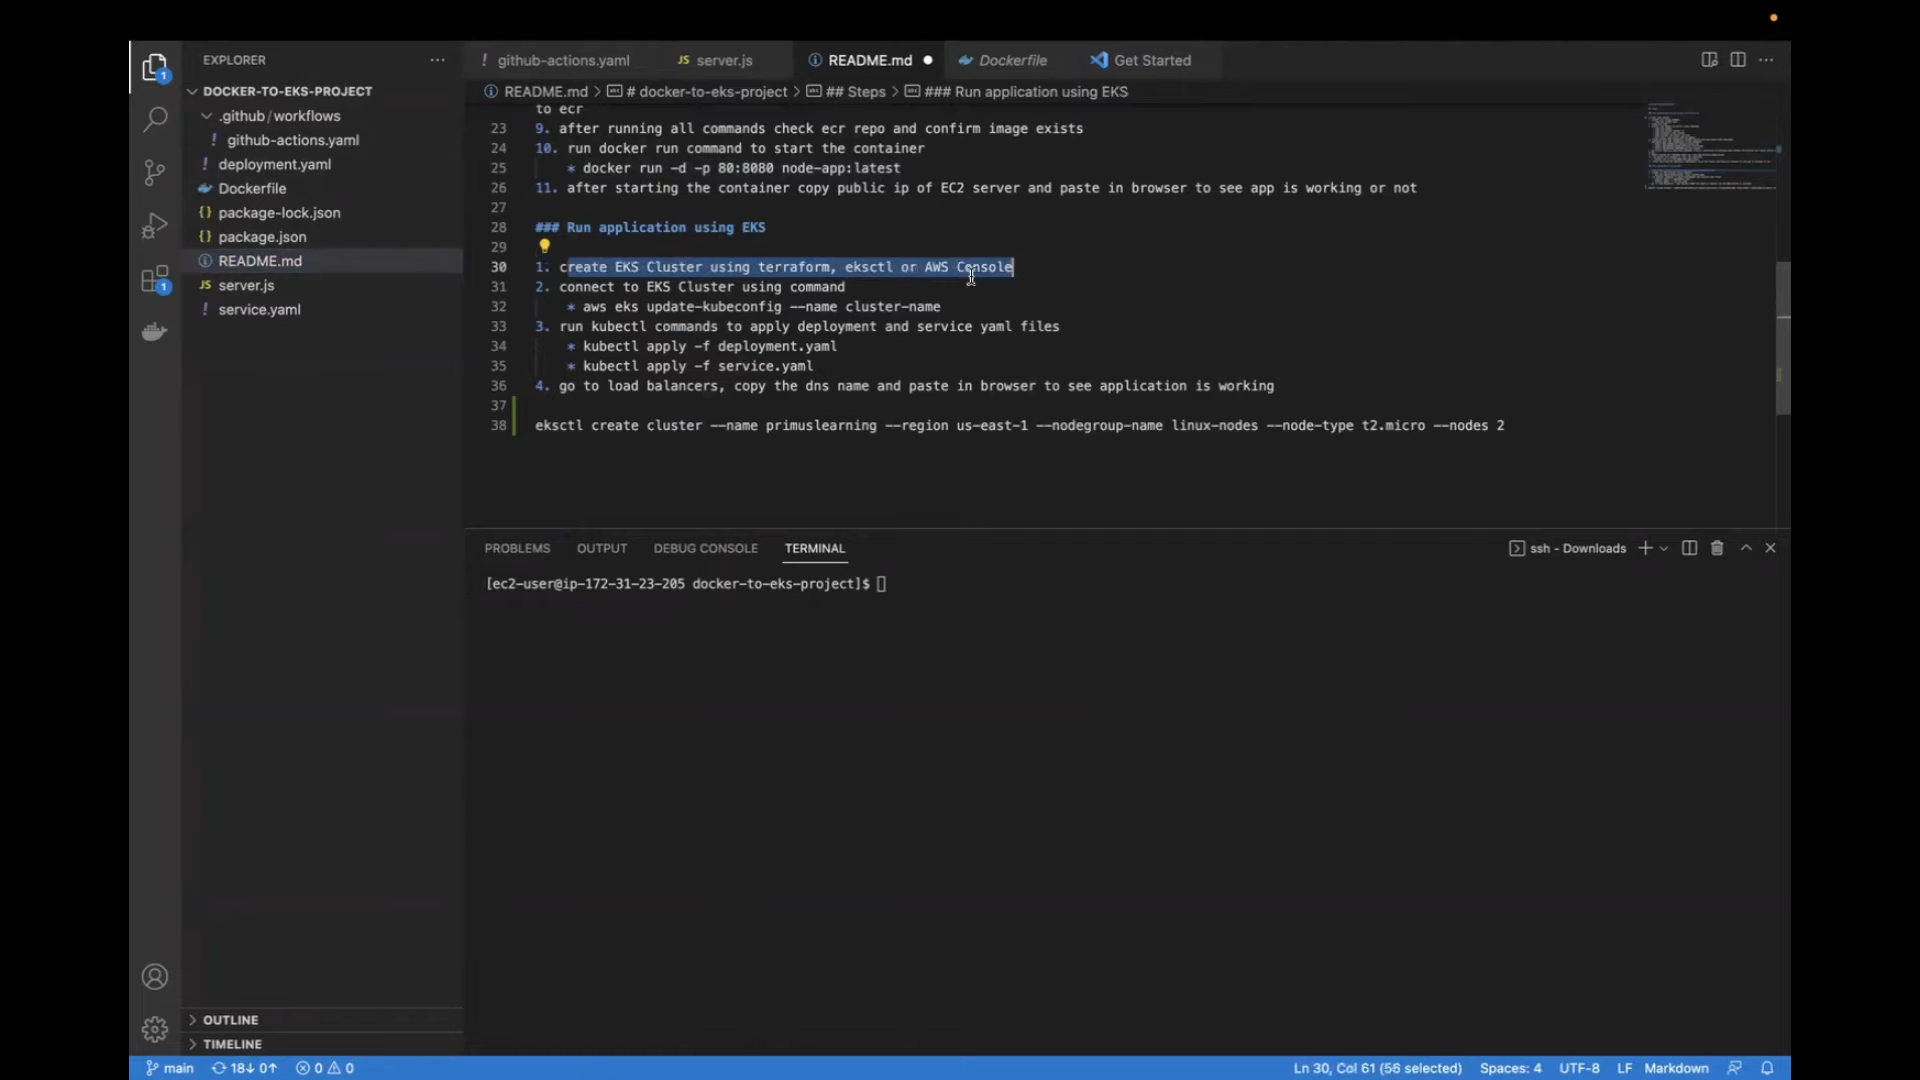 EXPLORER
github-actions.yaml
JS server.js
README.md
Dockerfile
Get Started
DOCKER-TO-EKS-PROJECT
README.md > # docker-to-eks-project > ## Steps > ### Run application using EKS
.github/workflows
! github-actions.yaml
! deployment.yaml
Dockerfile
{} package-lock.json
{} package.json
README.md
JS server.js
! service.yaml
1
1
to ecr
23 9. after running all commands check ecr repo and confirm image exists
24 10. run docker run command to start the container
25 * docker run -d -p 80:8080 node-app:latest
26 11. after starting the container copy public ip of EC2 server and paste in browser to see app is working or not
27
28 ### Run application using EKS
29
30 1. create EKS Cluster using terraform, eksctl or AWS Console
31 2. connect to EKS Cluster using command
32 * aws eks update-kubeconfig --name cluster-name
33 3. run kubectl commands to apply deployment and service yaml files
34 * kubectl apply -f deployment.yaml
35 * kubectl apply -f service.yaml
36 4. go to load balancers, copy the dns name and paste in browser to see application is working
37
38 eksctl create cluster --name primuslearning --region us-east-1 --nodegroup-name linux-nodes --node-type t2.micro --nodes 2
PROBLEMS OUTPUT DEBUG CONSOLE TERMINAL
ssh - Downloads
[ec2-user@ip-172-31-23-205 docker-to-eks-project]$
OUTLINE
TIMELINE
main 18↓ 0↑ 0 0
Ln 30, Col 61 (56 selected) Spaces: 4 UTF-8 LF Markdown